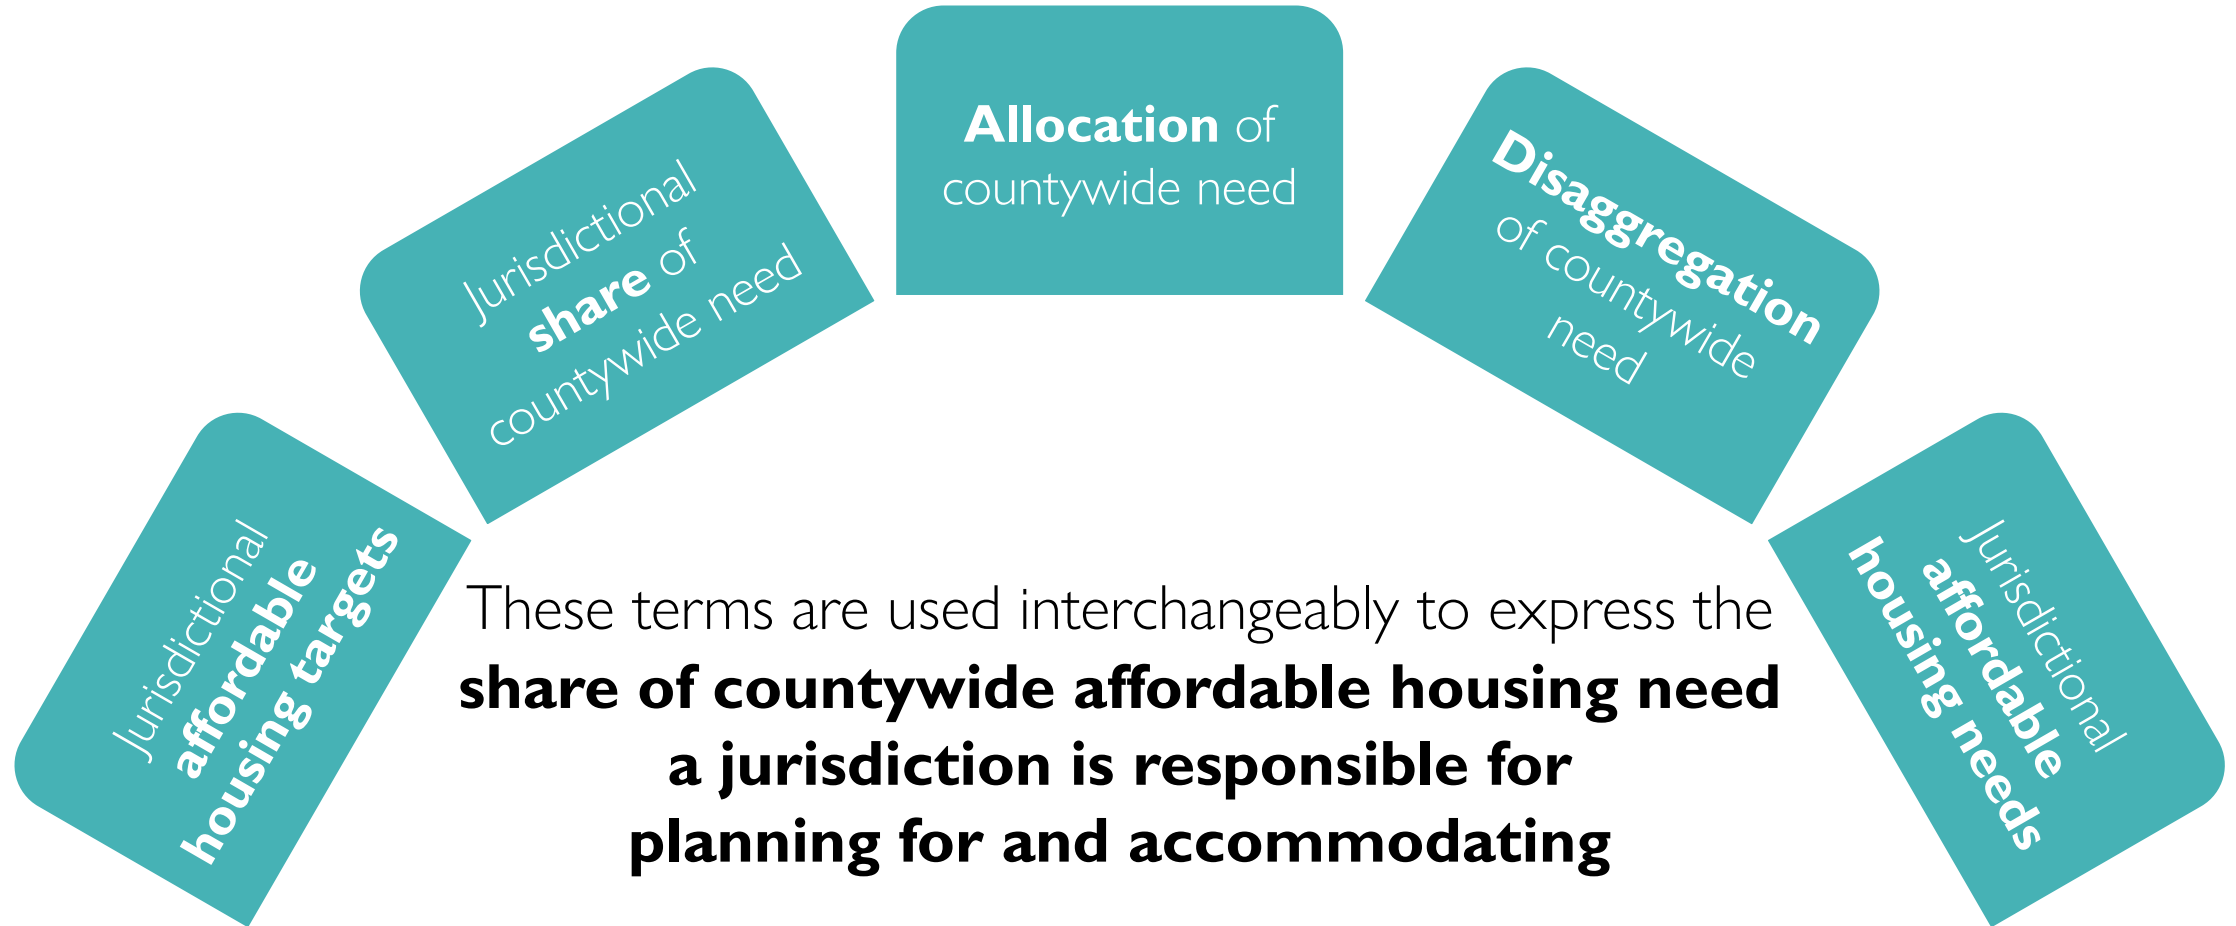 Jurisdictional
affordable
housing targets
Jurisdictional
share of
countywide need
Allocation of
countywide need
Disaggregation
of countywide
need
Jurisdictional
affordable
housing needs
These terms are used interchangeably to express the
share of countywide affordable housing need
a jurisdiction is responsible for
planning for and accommodating